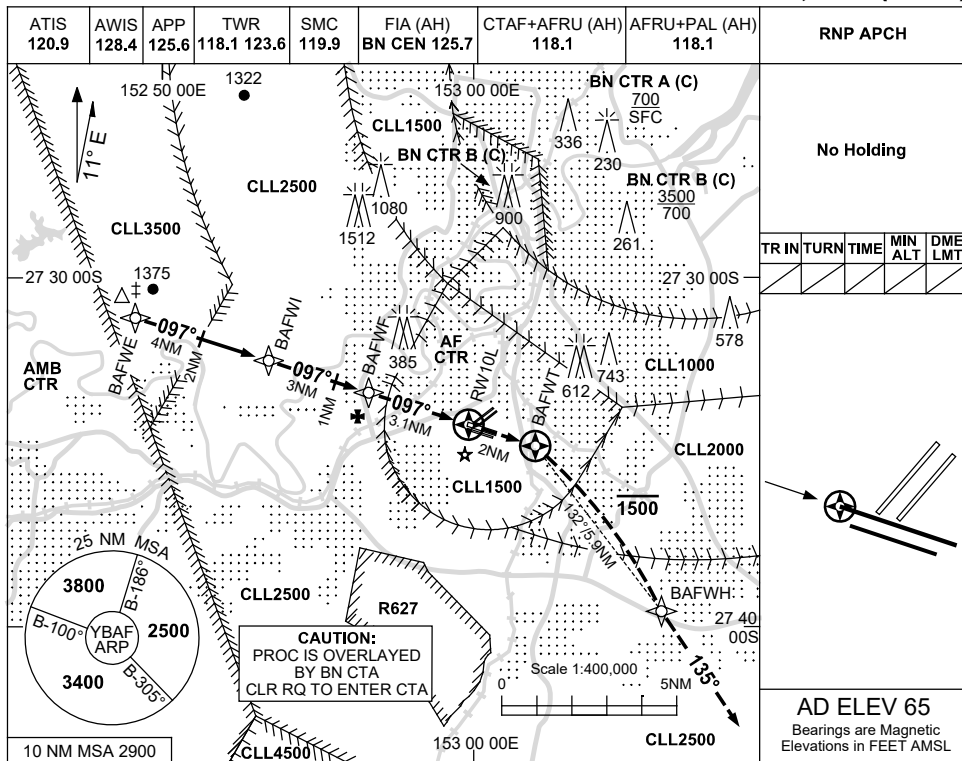 ATIS
120.9
AWIS
128.4
APP
125.6
TWR
118.1 123.6
SMC
119.9
FIA (AH)
BN CEN 125.7
CTAF+AFRU (AH)
118.1
AFRU+PAL (AH)
118.1
RNP APCH
No Holding
TR IN
TURN
TIME
MIN ALT
DME LMT
152 50 00E
1322
153 00 00E
BN CTR A (C)
700
SFC
11° E
CLL1500
336
230
BN CTR B (C)
CLL2500
BN CTR B (C)
3500
700
1080
900
1512
261
CLL3500
27 30 00S
1375
27 30 00S
BAFWI
578
097°
4NM
2NM
BAFWE
BAFWF
385
AF
CTR
RW 10L
BAFWT
612
743
CLL1000
AMB
CTR
097°
3NM
1NM
097°
3.1NM
2NM
CLL2000
CLL1500
1500
132°/5.9NM
25 NM MSA
3800
B-186°
B-100°
YBAF
ARP
2500
3400
B-305°
CLL2500
R627
BAFWH
27 40
00S
CAUTION:
PROC IS OVERLAYED
BY BN CTA
CLR RQ TO ENTER CTA
Scale 1:400,000
0
5NM
135°
10 NM MSA 2900
CLL4500
153 00 00E
CLL2500
AD ELEV 65
Bearings are Magnetic
Elevations in FEET AMSL